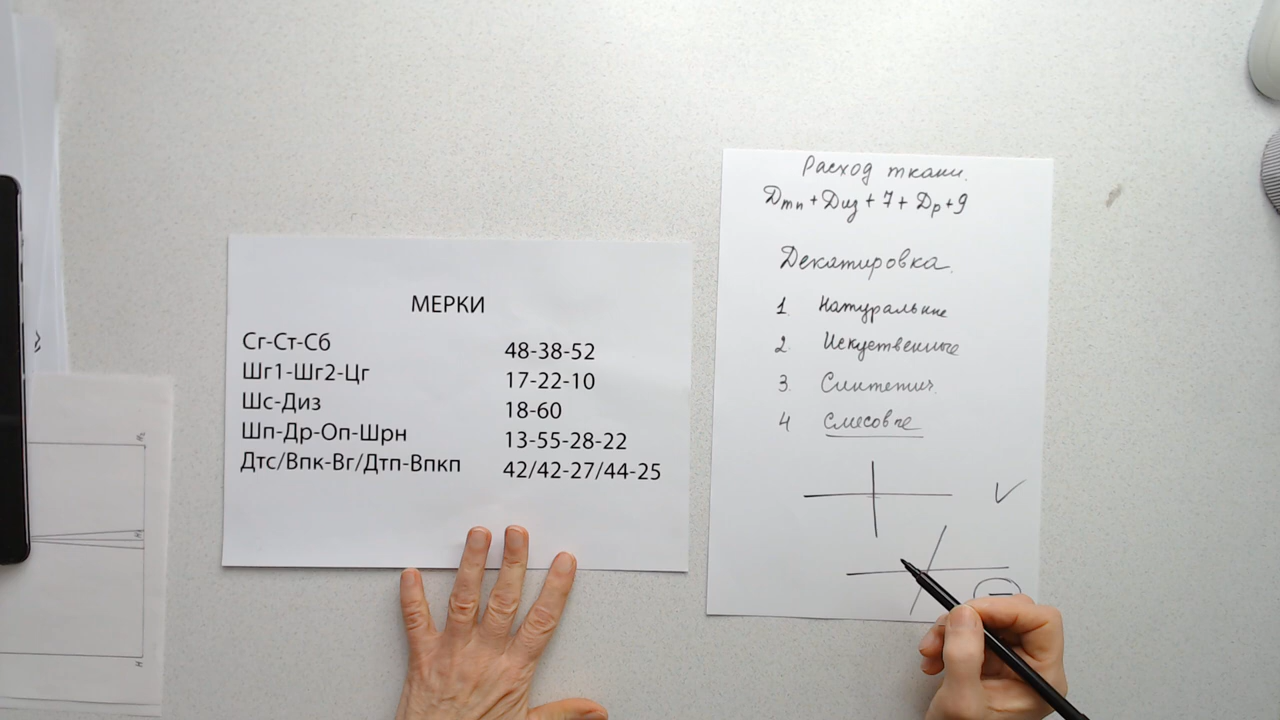 МЕРКИ
Сг-Ст-Сб 48-38-52
Шг1-Шг2-Цг 17-22-10
Шс-Диз 18-60
Шп-Др-Оп-Шрн 13-55-28-22
Дтс/Впк-Вг/Дтп-Впкп 42/42-27/44-25
Расход ткани.
Дтп + Диз + 7 + Др + 9
Декатировка.
1. Натуральные
2. Искуственные
3. Синтетич.
4 Смесовые